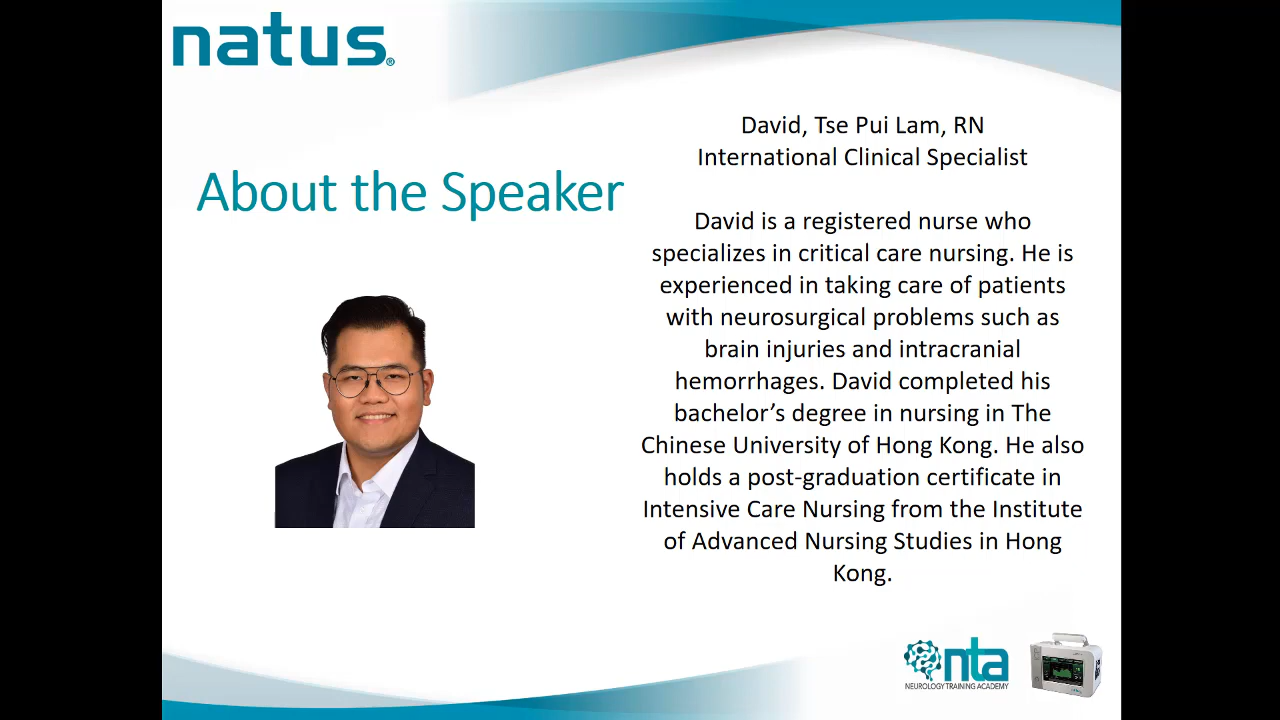 natus®
About the Speaker
David, Tse Pui Lam, RN
International Clinical Specialist
David is a registered nurse who
specializes in critical care nursing. He is
experienced in taking care of patients
with neurosurgical problems such as
brain injuries and intracranial
hemorrhages. David completed his
bachelor’s degree in nursing in The
Chinese University of Hong Kong. He also
holds a post-graduation certificate in
Intensive Care Nursing from the Institute
of Advanced Nursing Studies in Hong
Kong.
nta
NEUROLOGY TRAINING ACADEMY